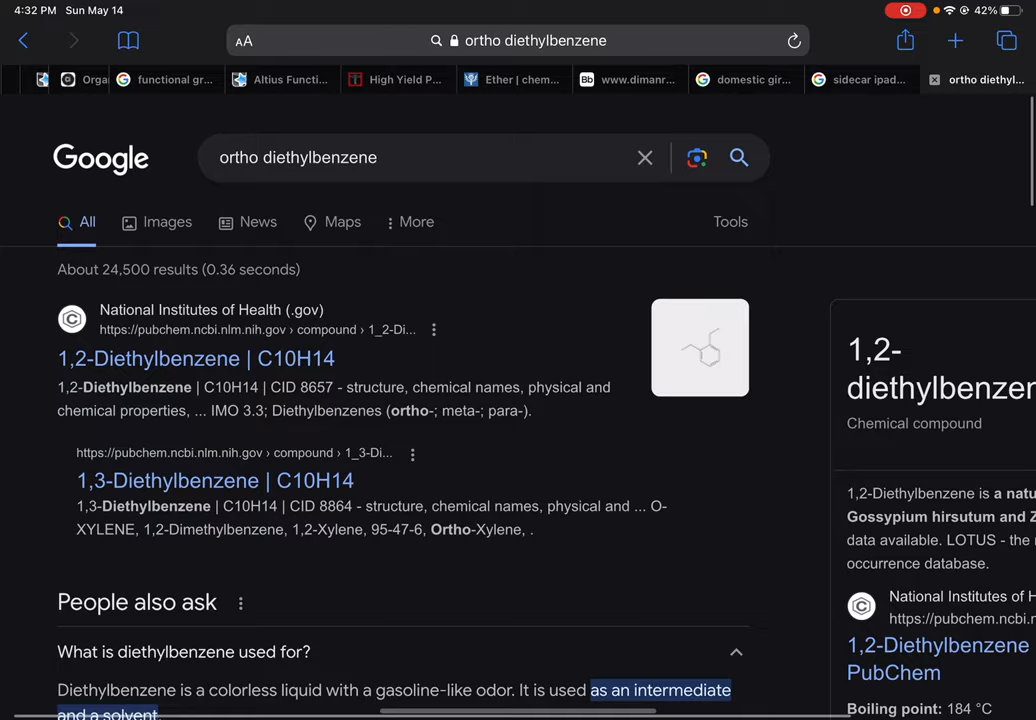 4:32 PM Sun May 14
42%
AA
ortho diethylbenzene
Orga
functional gr...
Altius Functi...
High Yield P...
Ether | chem...
Bb www.dimanr...
domestic gir...
sidecar ipad...
ortho diethyl...
Google
ortho diethylbenzene
All
Images
News
Maps
More
Tools
About 24,500 results (0.36 seconds)
National Institutes of Health (.gov)
https://pubchem.ncbi.nlm.nih.gov › compound › 1_2-Di...
1,2-Diethylbenzene | C10H14
1,2-Diethylbenzene | C10H14 | CID 8657 - structure, chemical names, physical and
chemical properties, ... IMO 3.3; Diethylbenzenes (ortho-; meta-; para-).
https://pubchem.ncbi.nlm.nih.gov › compound › 1_3-Di...
1,3-Diethylbenzene | C10H14
1,3-Diethylbenzene | C10H14 | CID 8864 - structure, chemical names, physical and ... O-
XYLENE, 1,2-Dimethylbenzene, 1,2-Xylene, 95-47-6, Ortho-Xylene, .
People also ask
What is diethylbenzene used for?
Diethylbenzene is a colorless liquid with a gasoline-like odor. It is used as an intermediate
and a solvent.
1,2-
diethylbenzen
Chemical compound
1,2-Diethylbenzene is a natu
Gossypium hirsutum and Z
data available. LOTUS - the
occurrence database.
National Institutes of H
https://pubchem.ncbi.n
1,2-Diethylbenzene
PubChem
Boiling point: 184 °C